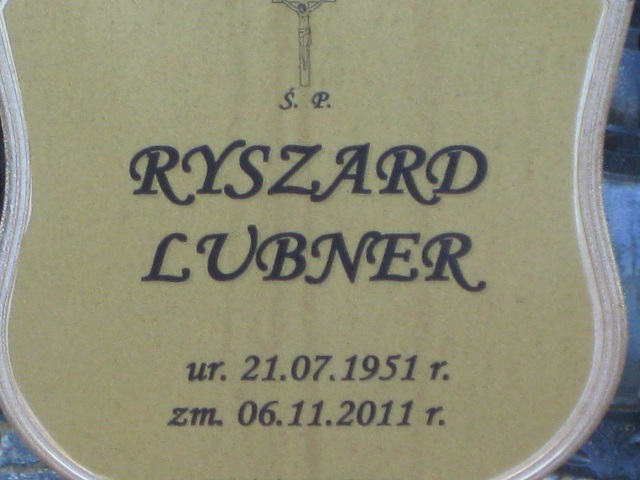 Ś. P.
RYSZARD
LUBNER
ur. 21.07.1951 r.
zm. 06.11.2011 r.